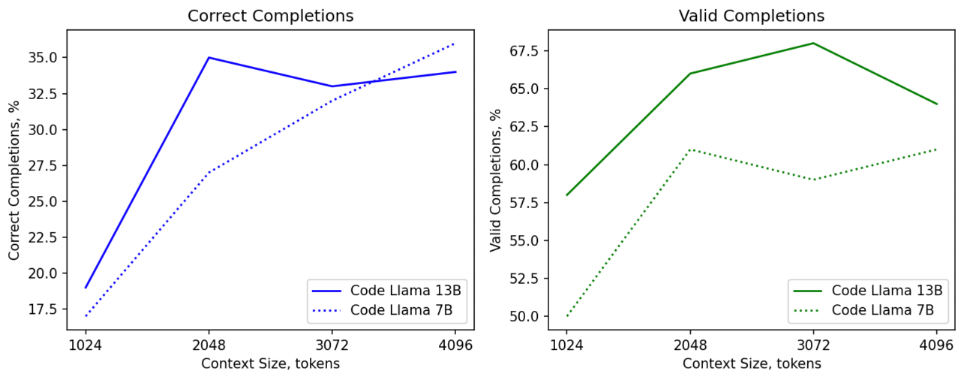 Correct Completions
Correct Completions, %
35.0
32.5
30.0
27.5
25.0
22.5
20.0
17.5
1024
2048
3072
4096
Context Size, tokens
Code Llama 13B
Code Llama 7B
Valid Completions
Valid Completions, %
67.5
65.0
62.5
60.0
57.5
55.0
52.5
50.0
1024
2048
3072
4096
Context Size, tokens
Code Llama 13B
Code Llama 7B